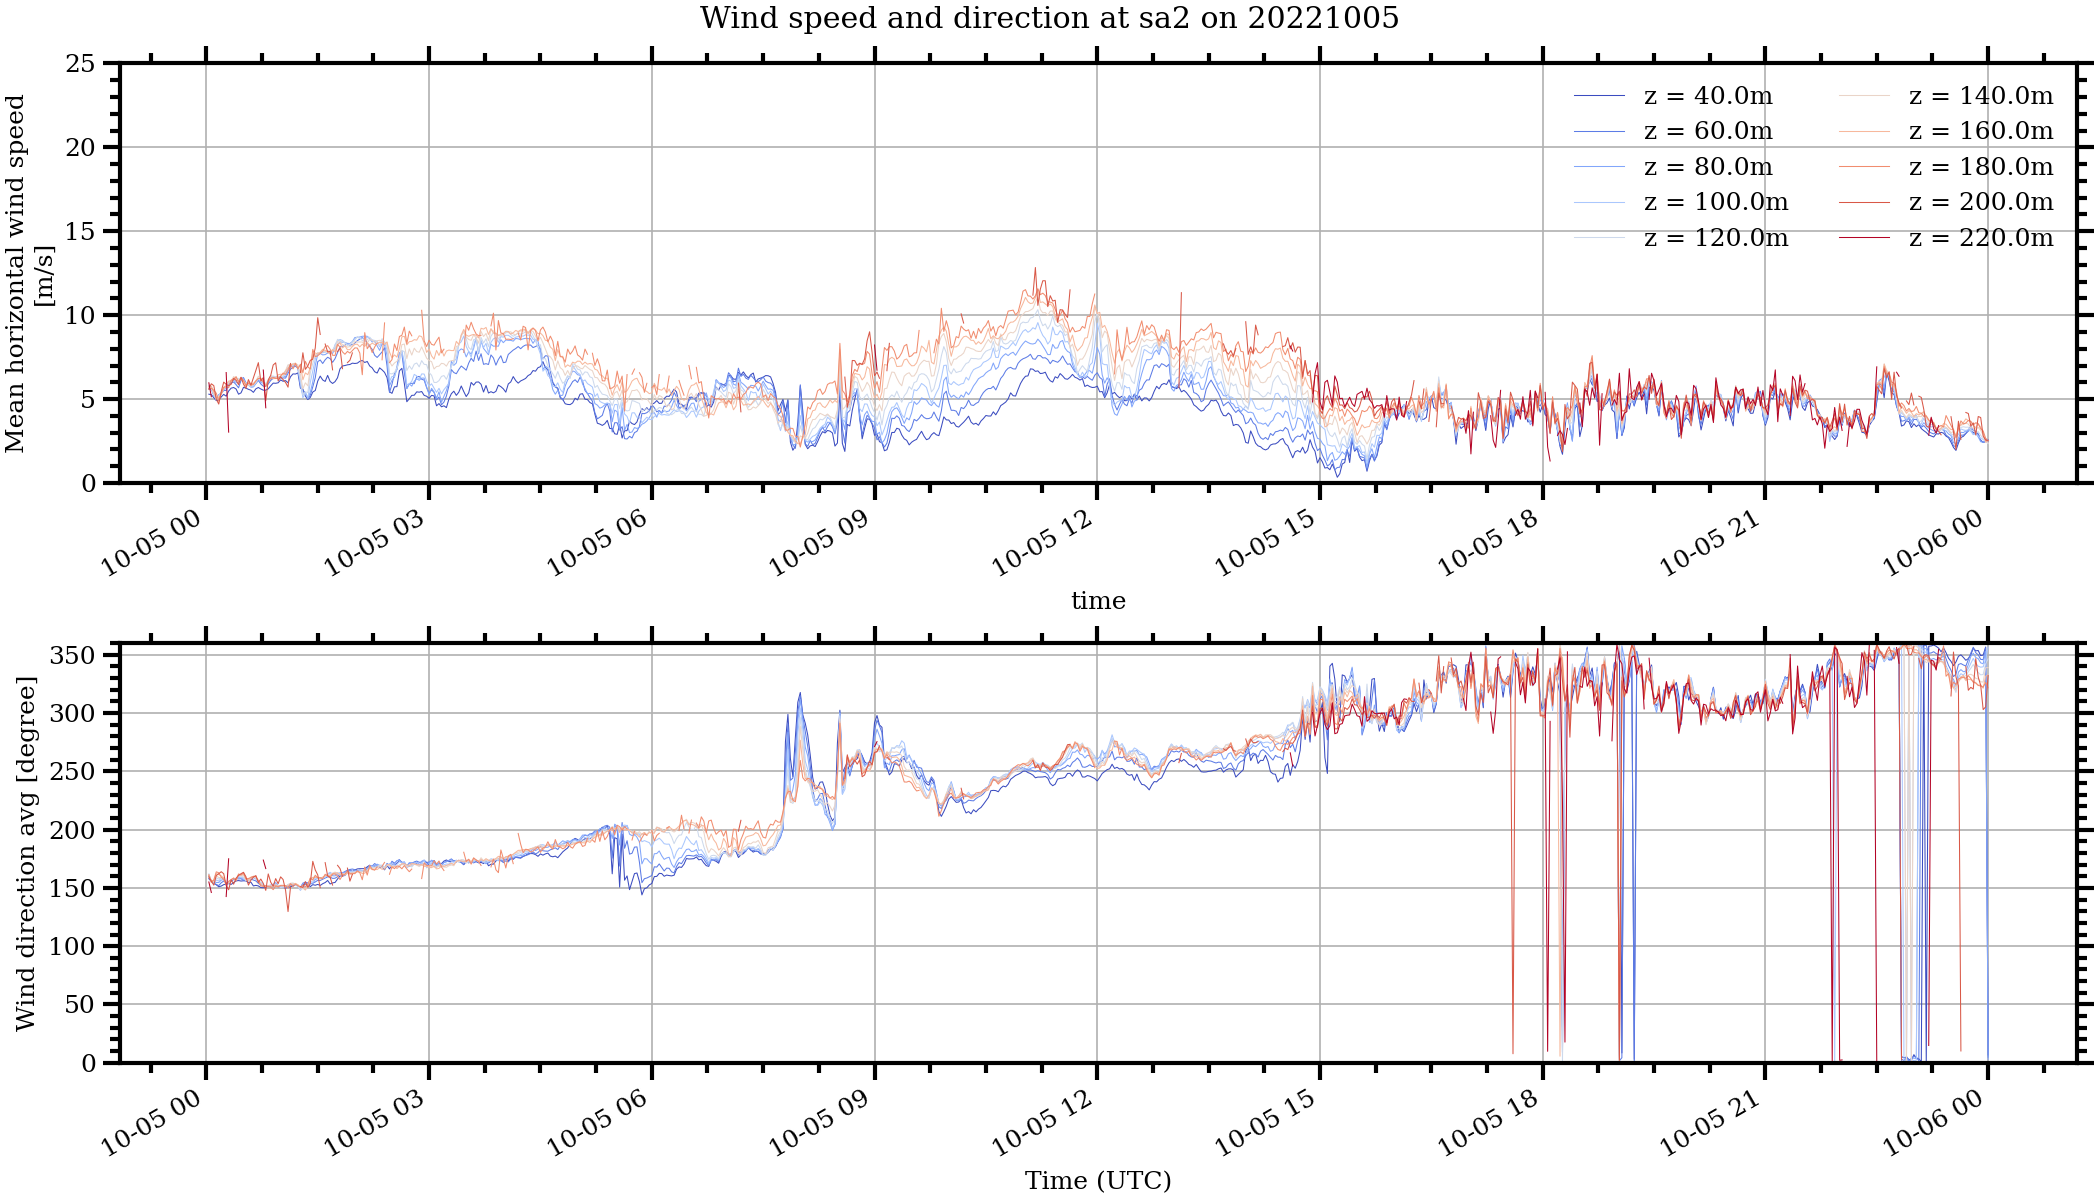 Wind speed and direction at sa2 on 20221005
Mean horizontal wind speed
[m/s]
25
20
15
10
5
0
z = 40.0m
z = 60.0m
z = 80.0m
z = 100.0m
z = 120.0m
z = 140.0m
z = 160.0m
z = 180.0m
z = 200.0m
z = 220.0m
10-05 00
10-05 03
10-05 06
10-05 09
10-05 12
10-05 15
10-05 18
10-05 21
10-06 00
time
Wind direction avg [degree]
350
300
250
200
150
100
50
0
10-05 00
10-05 03
10-05 06
10-05 09
10-05 12
10-05 15
10-05 18
10-05 21
10-06 00
Time (UTC)